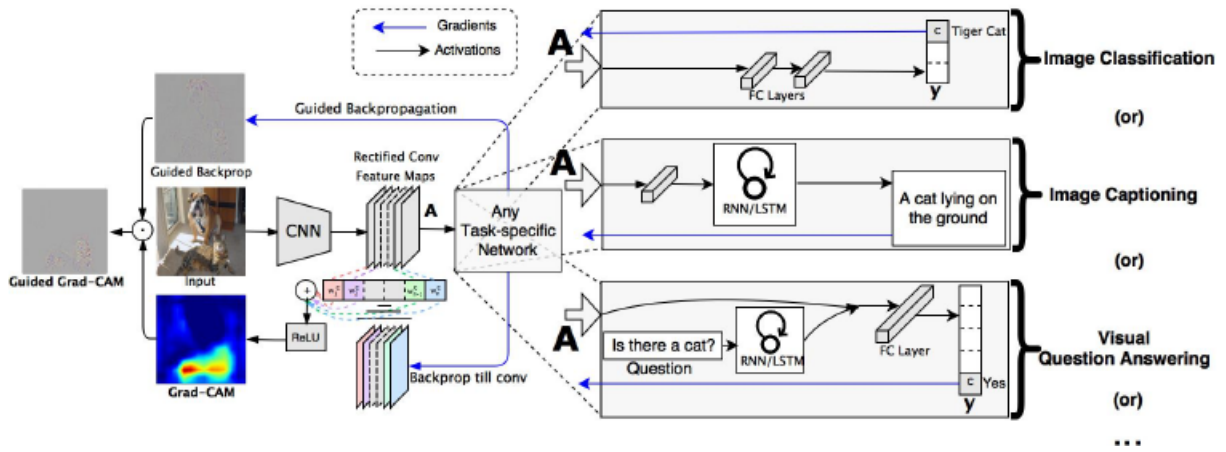 Gradients
Activations
Guided Backpropagation
Guided Backprop
Rectified Conv
Feature Maps
A
Input
CNN
Any
Task-specific
Network
Guided Grad-CAM
+
ReLU
Grad-CAM
Backprop till conv
A
FC Layers
c
Tiger Cat
y
Image Classification
(or)
A
RNN/LSTM
A cat lying on
the ground
Image Captioning
(or)
A
Is there a cat?
Question
RNN/LSTM
FC Layer
c
Yes
y
Visual
Question Answering
(or)
...